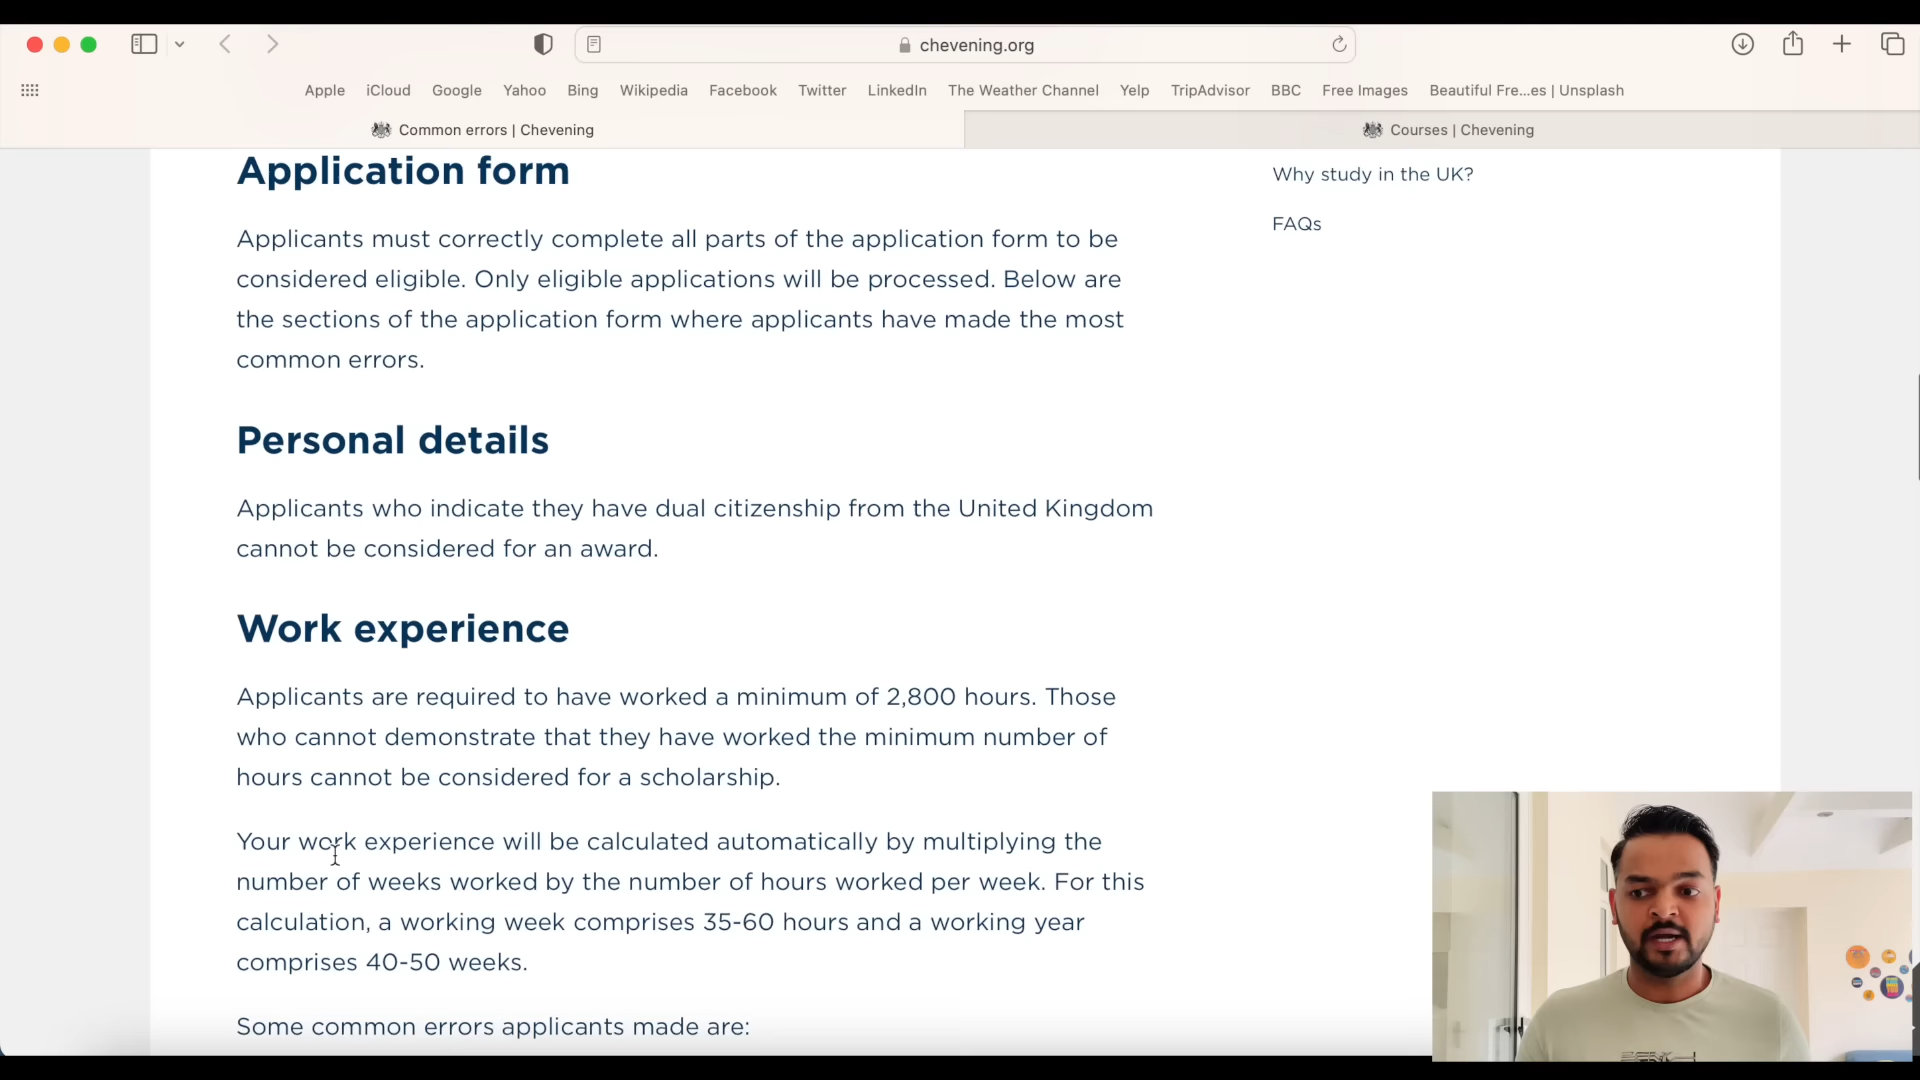 chevening.org
Apple iCloud Google Yahoo Bing Wikipedia Facebook Twitter LinkedIn The Weather Channel Yelp TripAdvisor BBC Free Images Beautiful Fre...es | Unsplash
Common errors | Chevening
Courses | Chevening
Application form
Applicants must correctly complete all parts of the application form to be
considered eligible. Only eligible applications will be processed. Below are
the sections of the application form where applicants have made the most
common errors.
Personal details
Applicants who indicate they have dual citizenship from the United Kingdom
cannot be considered for an award.
Work experience
Applicants are required to have worked a minimum of 2,800 hours. Those
who cannot demonstrate that they have worked the minimum number of
hours cannot be considered for a scholarship.
Your work experience will be calculated automatically by multiplying the
number of weeks worked by the number of hours worked per week. For this
calculation, a working week comprises 35-60 hours and a working year
comprises 40-50 weeks.
Some common errors applicants made are:
Why study in the UK?
FAQs